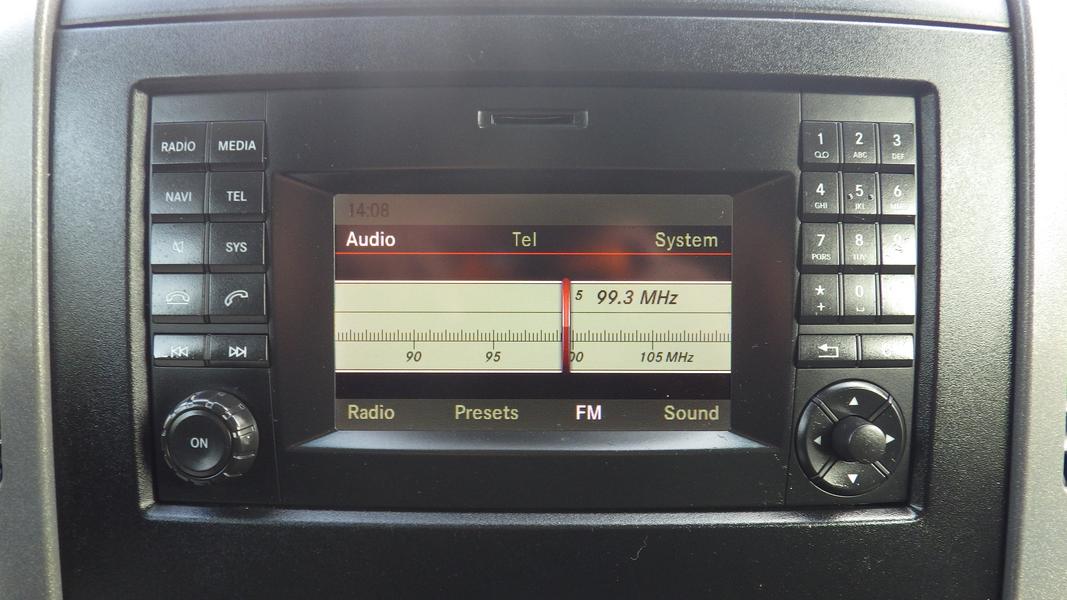 RADIO MEDIA
NAVI TEL
SYS
ON
14:08
Audio Tel System
5 99.3 MHz
90 95 00 105 MHz
Radio Presets FM Sound
1 2 ABC 3 DEF
4 GHI 5 JKL 6
7 PQRS 8 TUV 9
* + 0